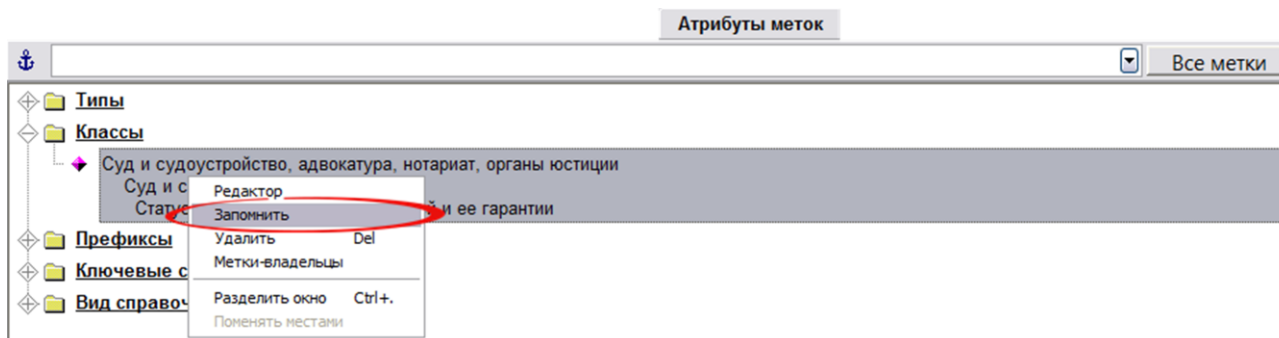 Атрибуты меток
Все метки
Типы
Классы
Суд и судоустройство, адвокатура, нотариат, органы юстиции
Суд и с
Статус й и ее гарантии
Редактор
Запомнить
Удалить Del
Метки-владельцы
Разделить окно Ctrl+.
Поменять местами
Префиксы
Ключевые с
Вид справоч